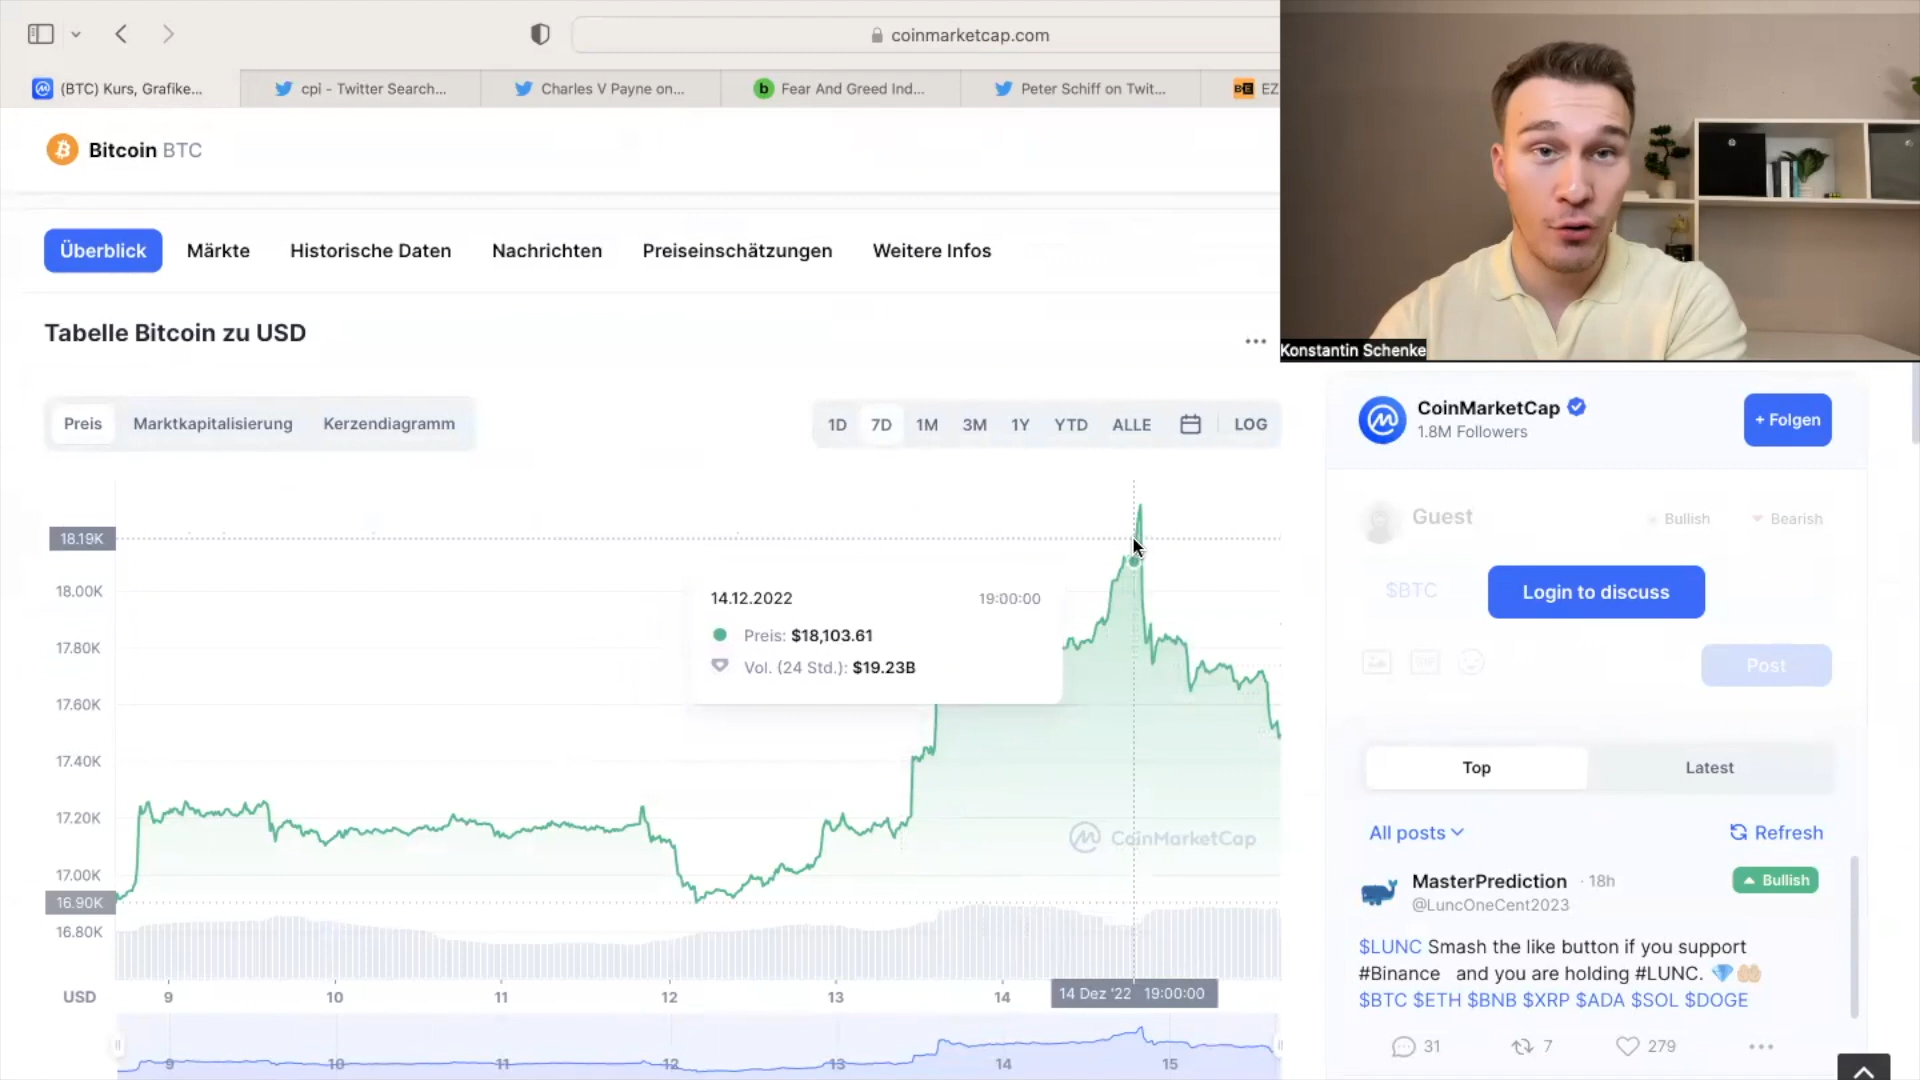 coinmarketcap.com
(BTC) Kurs, Grafike...
cpi - Twitter Search...
Charles V Payne on...
Fear And Greed Ind...
Peter Schiff on Twit...
EZ
Bitcoin BTC
Überblick Märkte Historische Daten Nachrichten Preiseinschätzungen Weitere Infos
Tabelle Bitcoin zu USD
Konstantin Schenke
Preis Marktkapitalisierung Kerzendiagramm
1D 7D 1M 3M 1Y YTD ALLE LOG
18.19K
18.00K
17.80K
17.60K
17.40K
17.20K
17.00K
16.90K
16.80K
14.12.2022 19:00:00
Preis: $18,103.61
Vol. (24 Std.): $19.23B
CoinMarketCap
USD 9 10 11 12 13 14 14 Dez '22 19:00:00
9 10 11 12 13 14 15
CoinMarketCap
1.8M Followers
+ Folgen
Guest
Bullish Bearish
$BTC
Login to discuss
GIF
Post
Top Latest
All posts Refresh
MasterPrediction · 18h
Bullish
@LuncOneCent2023
$LUNC Smash the like button if you support
#Binance and you are holding #LUNC.
$BTC $ETH $BNB $XRP $ADA $SOL $DOGE
31 7 279